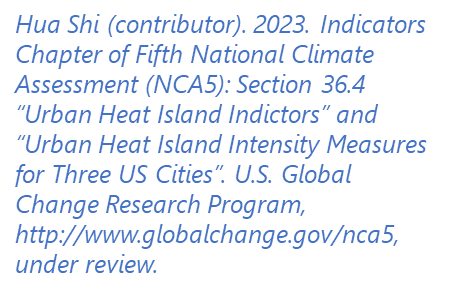 Hua Shi (contributor). 2023. Indicators
Chapter of Fifth National Climate
Assessment (NCA5): Section 36.4
“Urban Heat Island Indictors” and
“Urban Heat Island Intensity Measures
for Three US Cities”. U.S. Global
Change Research Program,
http://www.globalchange.gov/nca5,
under review.